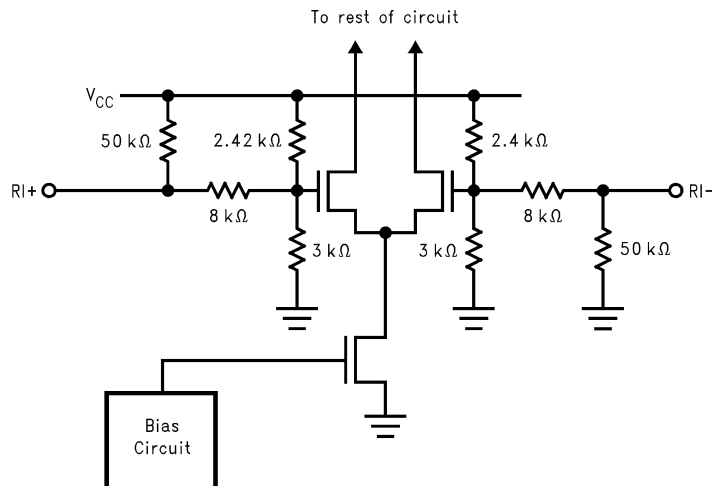 To rest of circuit
VCC
50 kΩ
2.42 kΩ
2.4 kΩ
RI+
RI−
8 kΩ
8 kΩ
3 kΩ
3 kΩ
50 kΩ
Bias
Circuit